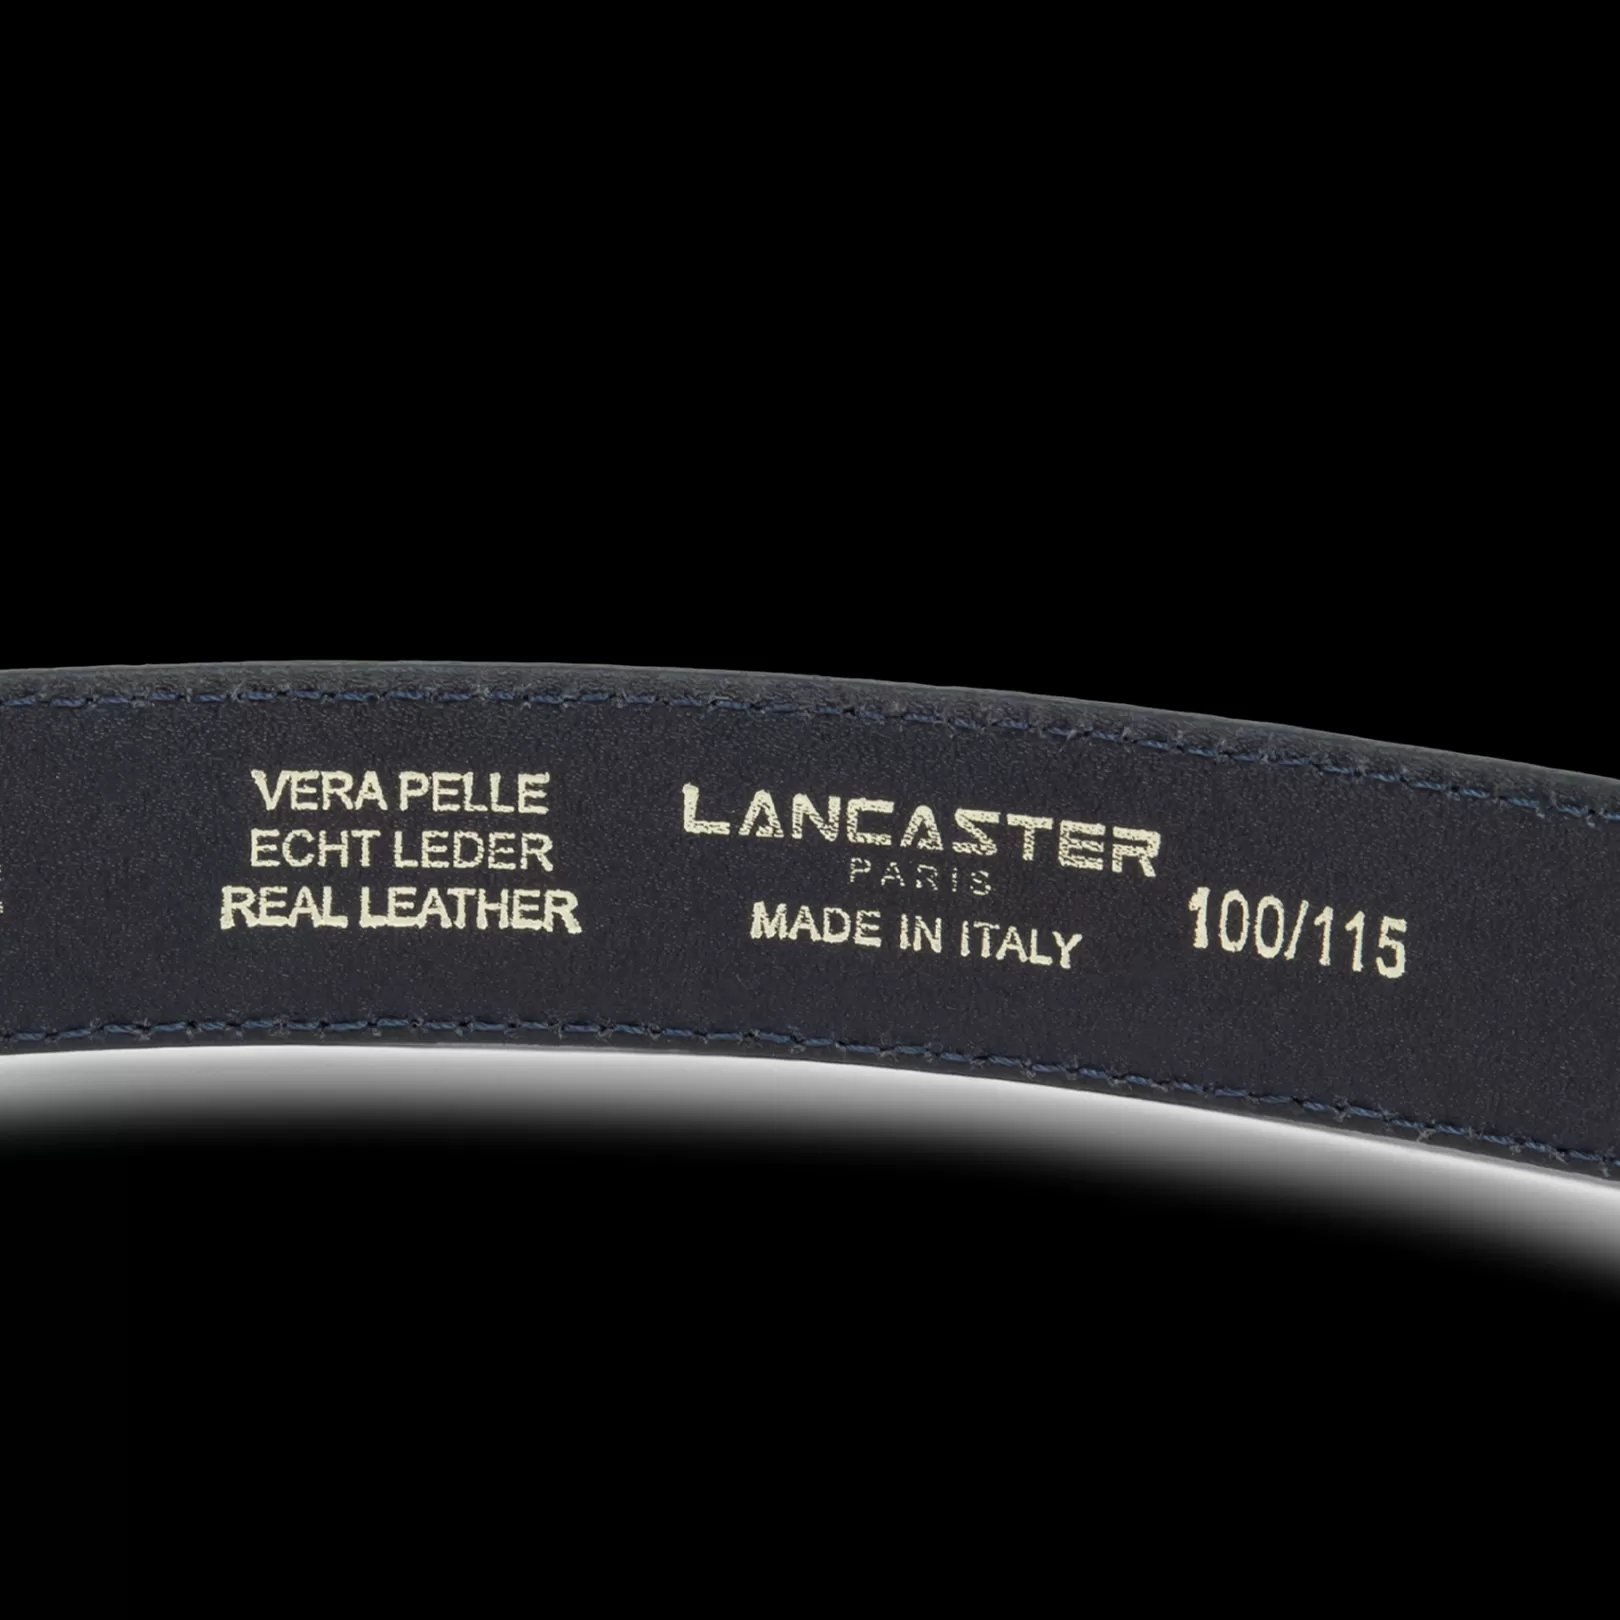 VERA PELLE
ECHT LEDER
REAL LEATHER
LANCASTER
PARIS
MADE IN ITALY
100/115